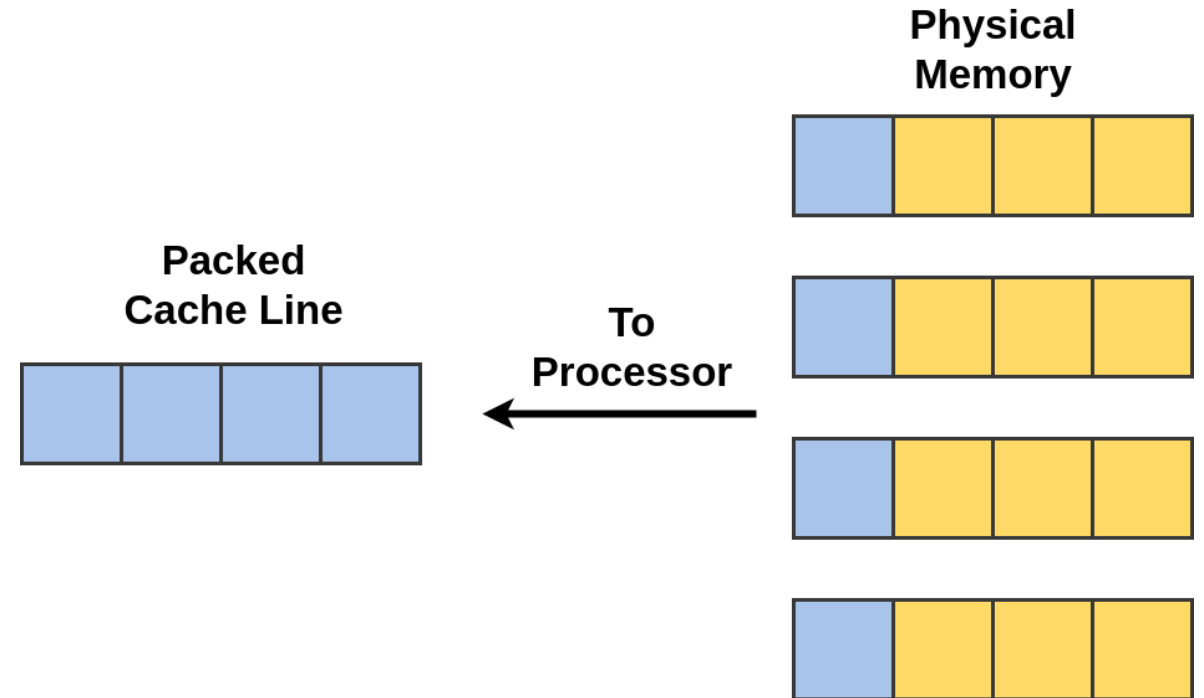 Physical
Memory
Packed
Cache Line
To
Processor